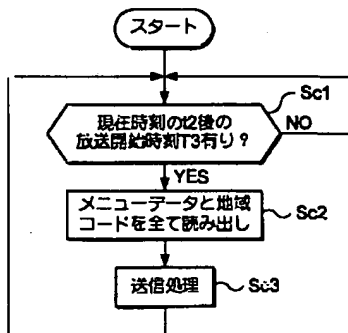 スタート
Sc1
現在時刻のt2後の
放送開始時刻T3有り？
NO
YES
メニューデータと地域
コードを全て読み出し
Sc2
送信処理
Sc3